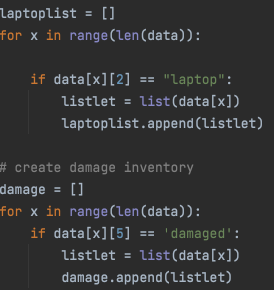 laptoplist = []
for x in range(len(data)):
if data[x][2] == "laptop":
listlet = list(data[x])
laptoplist.append(listlet)
# create damage inventory
damage = []
for x in range(len(data)):
if data[x][5] == 'damaged':
listlet = list(data[x])
damage.append(listlet)